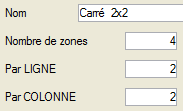 Nom Carré 2x2
Nombre de zones 4
Par LIGNE 2
Par COLONNE 2